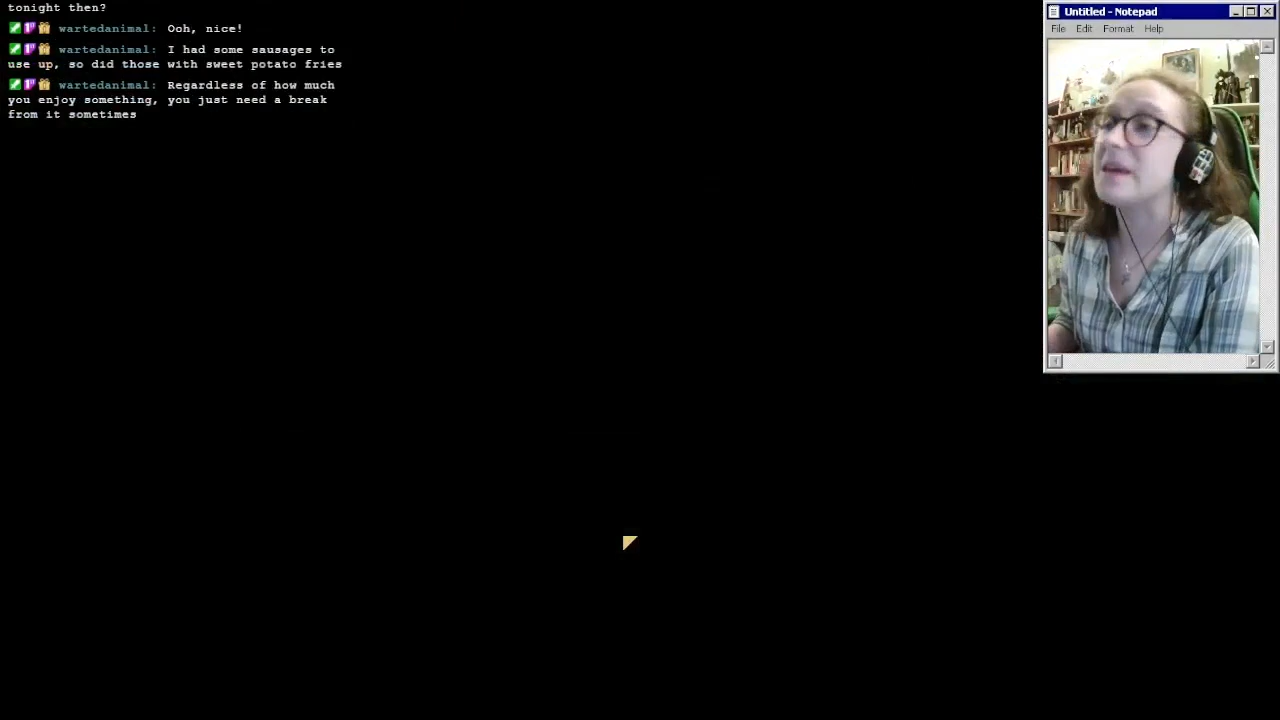 tonight then?
wartedanimal: Ooh, nice!
wartedanimal: I had some sausages to
use up, so did those with sweet potato fries
wartedanimal: Regardless of how much
you enjoy something, you just need a break
from it sometimes
Untitled - Notepad
File Edit Format Help